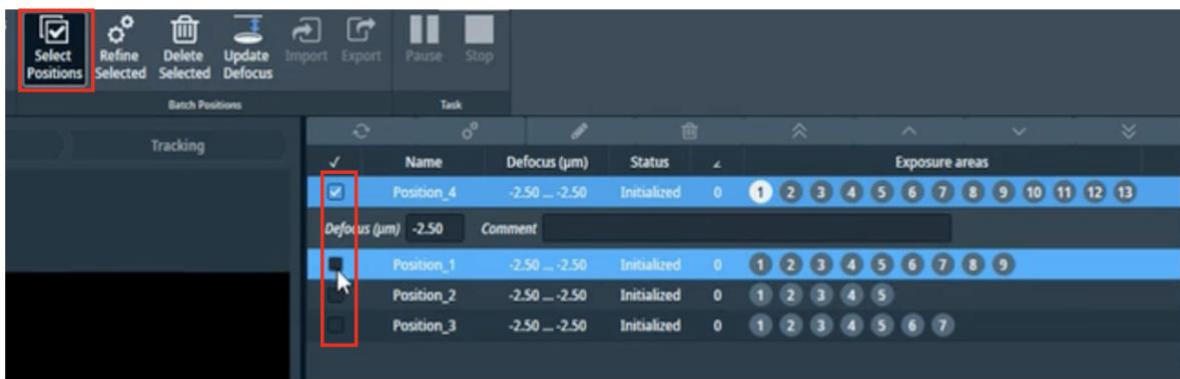 Select Positions Refine Selected Delete Selected Update Defocus Import Export Pause Stop
Batch Positions Task
Tracking
Name Defocus (µm) Status Exposure areas
Position_4 -2.50 ... -2.50 Initialized 0 1 2 3 4 5 6 7 8 9 10 11 12 13
Defocus (µm) -2.50 Comment
Position_1 -2.50 ... -2.50 Initialized 0 1 2 3 4 5 6 7 8 9
Position_2 -2.50 ... -2.50 Initialized 0 1 2 3 4 5
Position_3 -2.50 ... -2.50 Initialized 0 1 2 3 4 5 6 7